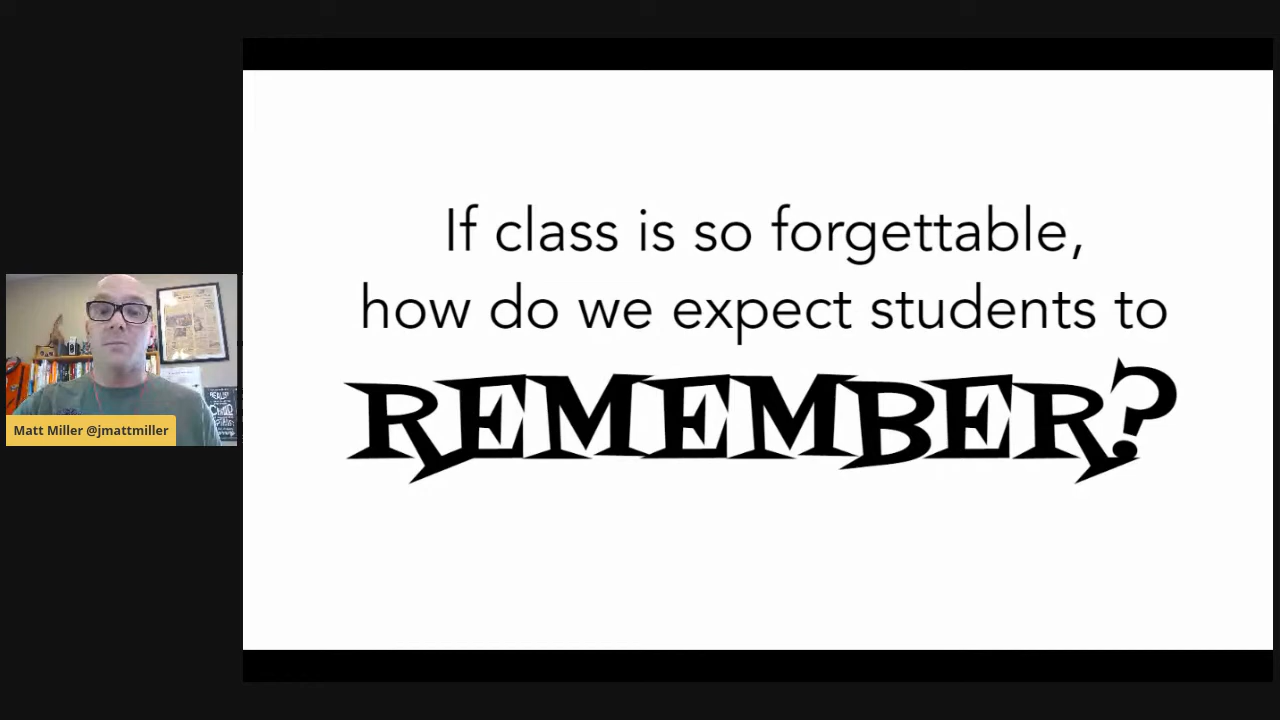 If class is so forgettable,
how do we expect students to
REMEMBER?
Matt Miller @jmattmiller